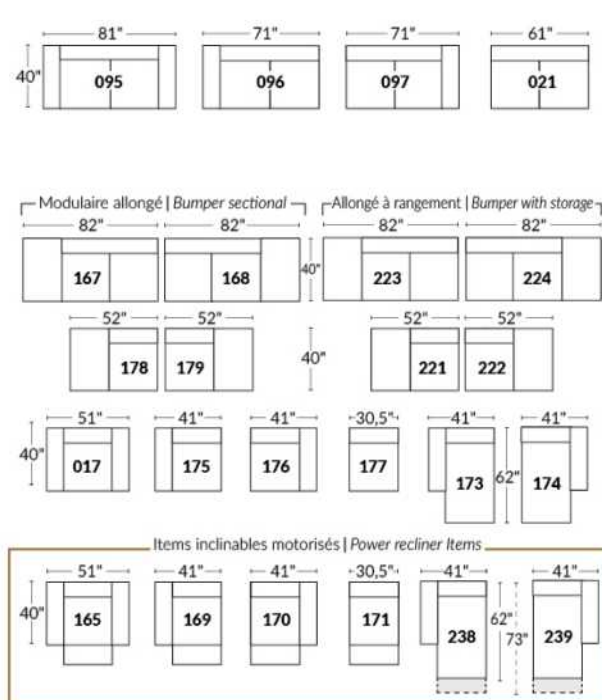 81" 71" 71" 61"
40" 095 096 097 021
Modulaire allongé | Bumper sectional Allongé à rangement | Bumper with storage
82" 82" 82" 82"
167 168 40" 223 224
52" 52" 52" 52"
178 179 40" 221 222
51" 41" 41" 30,5" 41" 41"
40" 017 175 176 177 173 62" 174
Items inclinables motorisés | Power recliner Items
51" 41" 41" 30,5" 41" 41"
40" 165 169 170 171 238 62" 73" 239